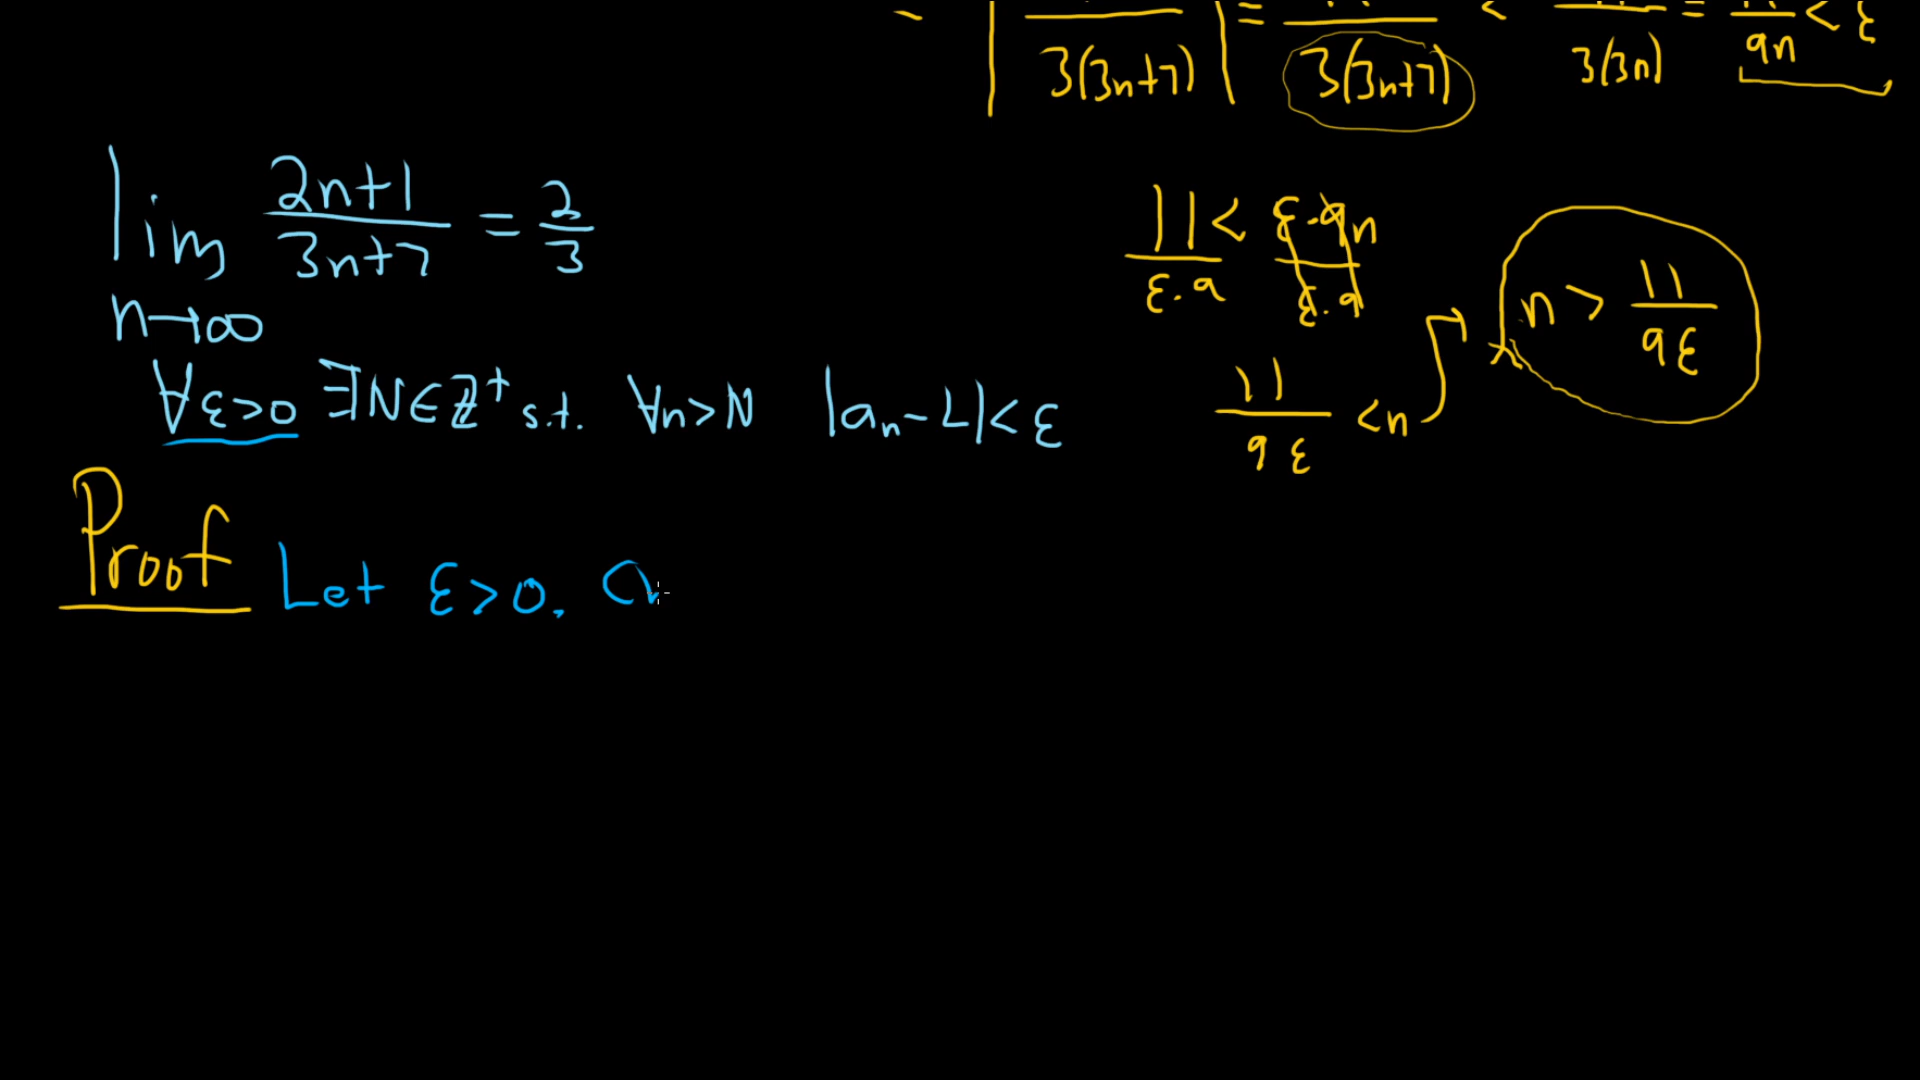 = | / 3(3n+7) | = / 3(3n+7) < 11 / 3(3n) = 11 / 9n < ε
lim n→∞ 2n+1 / 3n+7 = 2/3
11 / ε·9 < ε·9n / ε·9
11 / 9ε < n
n > 11 / 9ε
∀ε>0 ∃N∈ℤ⁺ s.t. ∀n>N |aₙ - L| < ε
Proof Let ε>0.